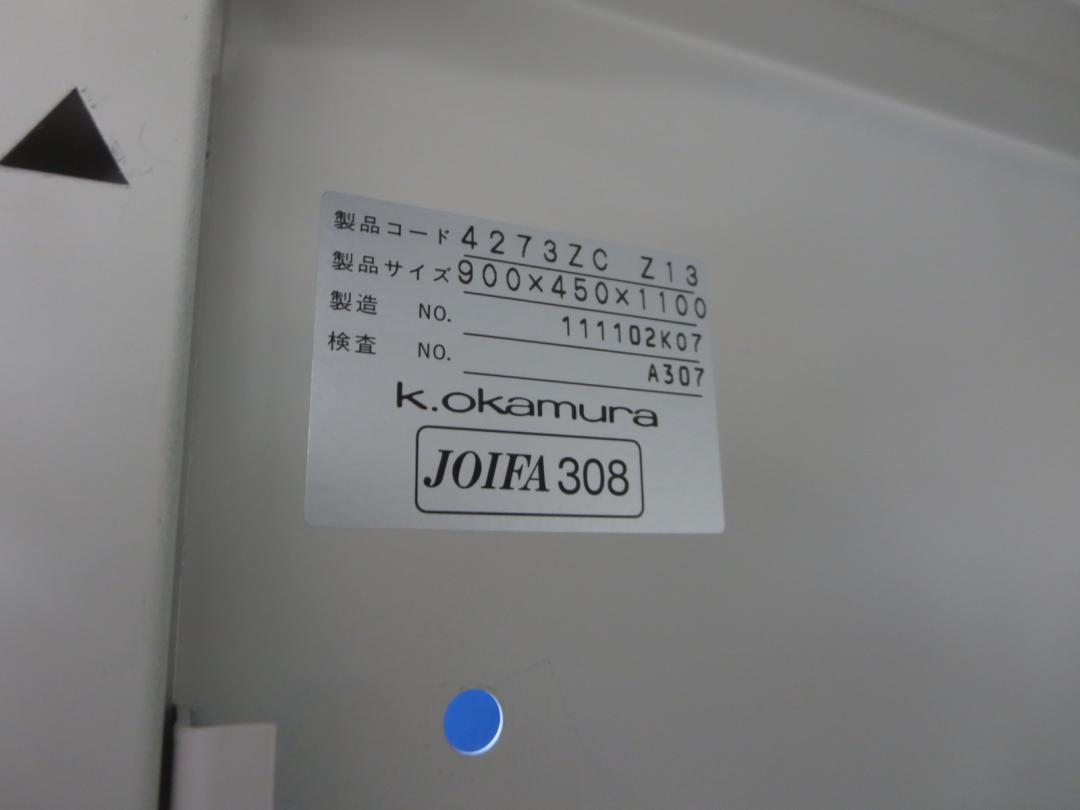 製品コード 4273ZC Z13
製品サイズ 900×450×1100
製造 NO. 111102K07
検査 NO. A307
k.okamura
JOIFA 308